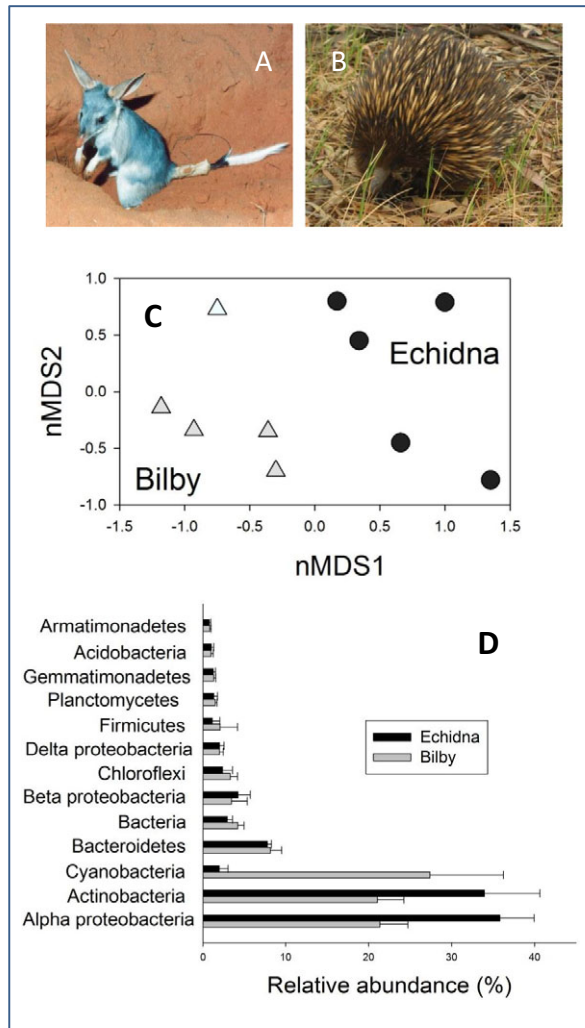 A
B
C
1.0
0.5
0.0
-0.5
-1.0
nMDS2
Echidna
Bilby
-1.5
-1.0
-0.5
0.0
0.5
1.0
1.5
nMDS1
D
Armatimonadetes
Acidobacteria
Gemmatimonadetes
Planctomycetes
Firmicutes
Delta proteobacteria
Chloroflexi
Beta proteobacteria
Bacteria
Bacteroidetes
Cyanobacteria
Actinobacteria
Alpha proteobacteria
Echidna
Bilby
0
10
20
30
40
Relative abundance (%)